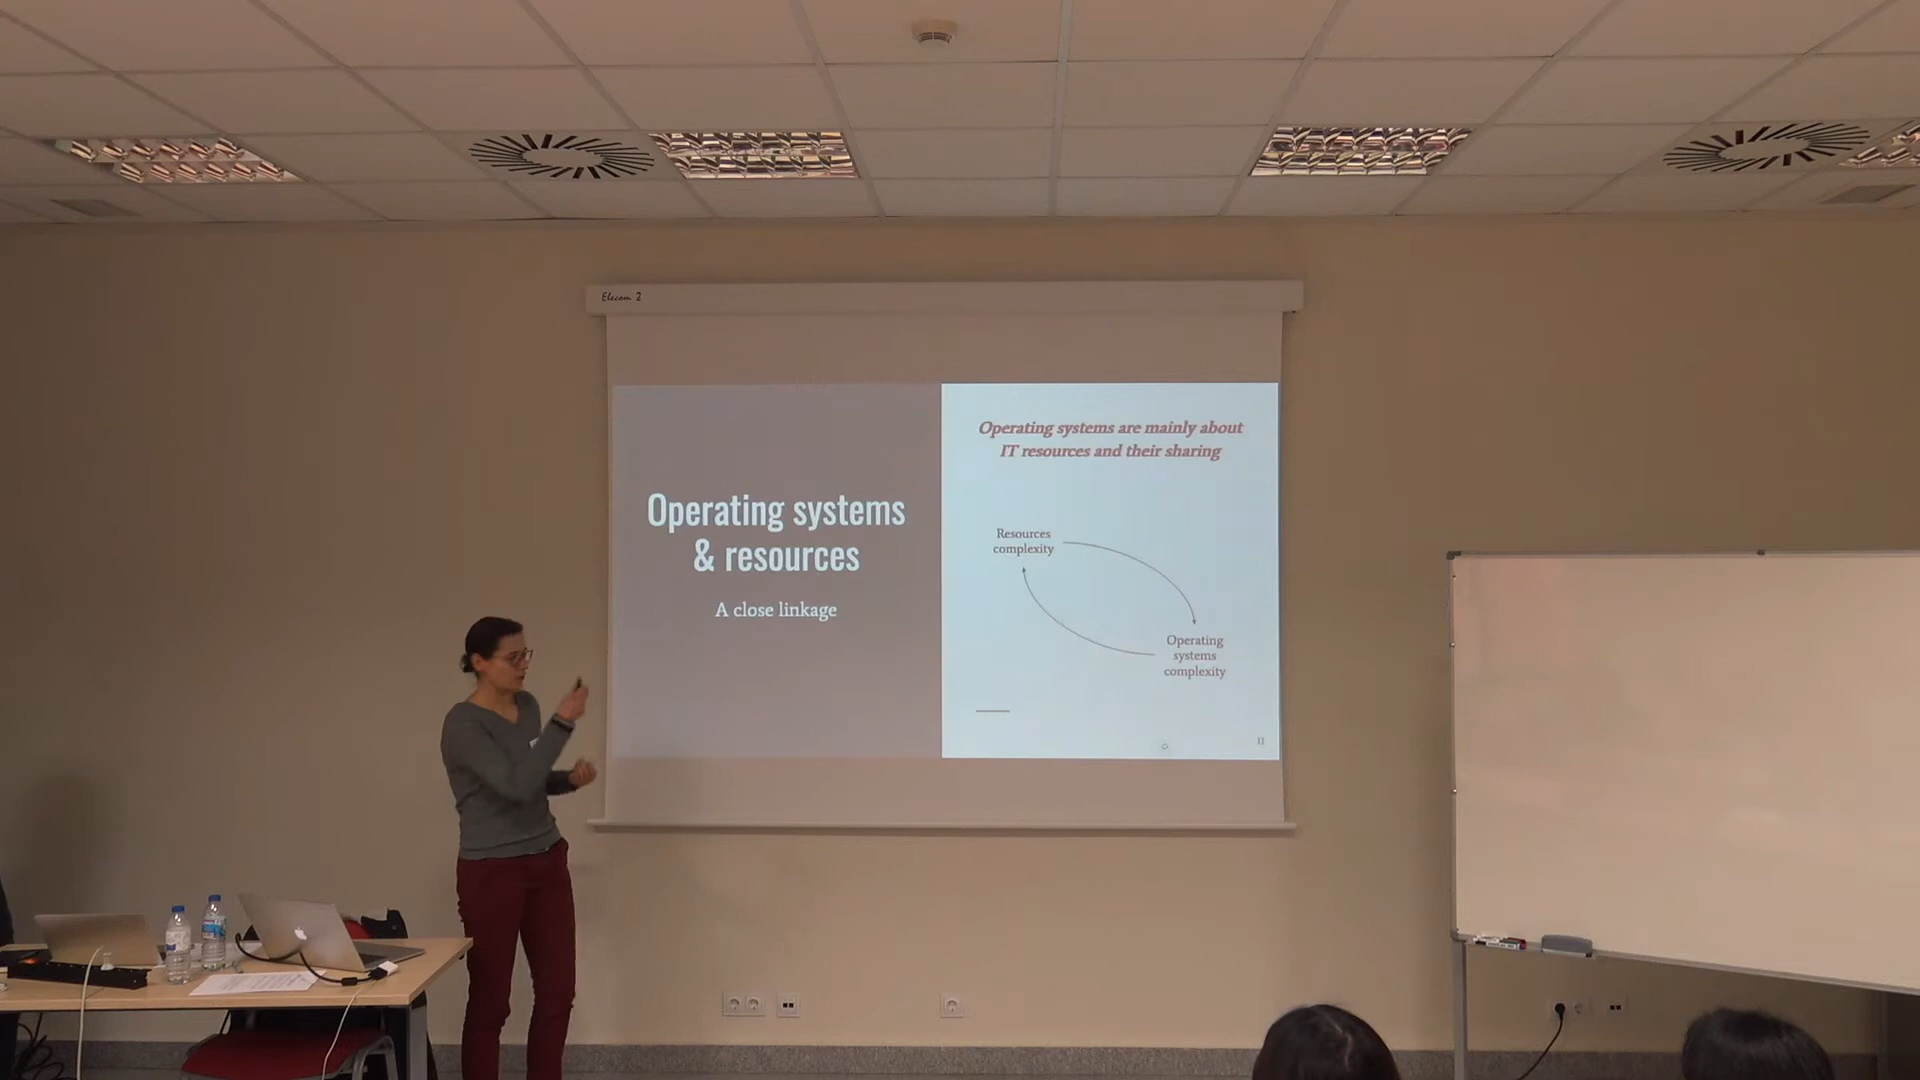 Elecom 2
Operating systems
& resources
A close linkage
Operating systems are mainly about
IT resources and their sharing
Resources
complexity
Operating
systems
complexity
11